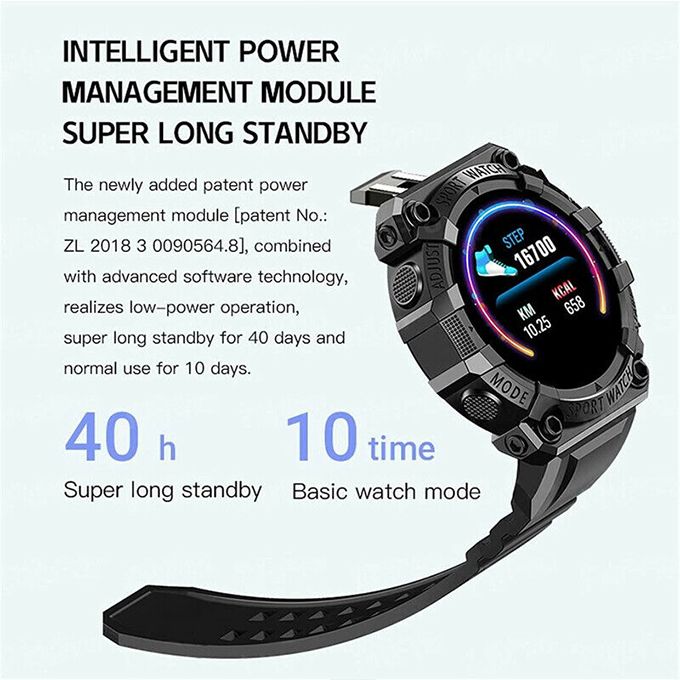 INTELLIGENT POWER
MANAGEMENT MODULE
SUPER LONG STANDBY
The newly added patent power
management module [patent No.:
ZL 2018 3 0090564.8], combined
with advanced software technology,
realizes low-power operation,
super long standby for 40 days and
normal use for 10 days.
40 h
Super long standby
10 time
Basic watch mode
SPORT WATCH
ADJUST
STEP
16700
KM
10.25
KCAL
658
MODE
SPORT WATCH